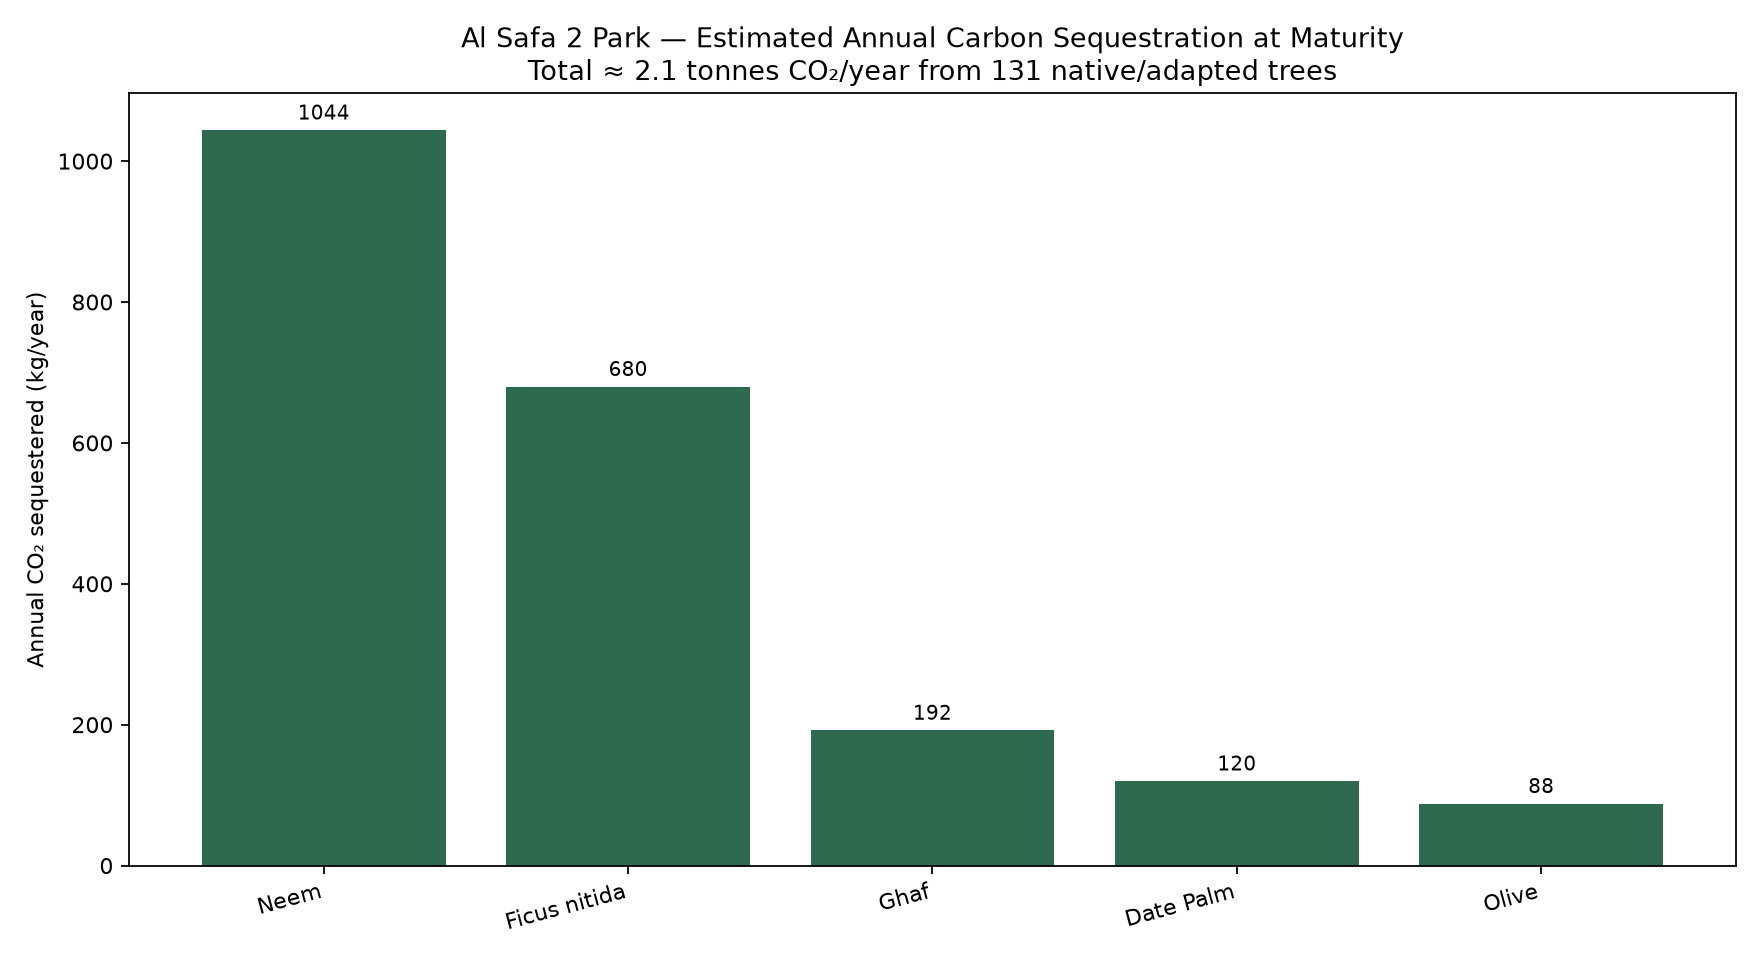 Al Safa 2 Park — Estimated Annual Carbon Sequestration at Maturity
Total ≈ 2.1 tonnes CO₂/year from 131 native/adapted trees
Annual CO₂ sequestered (kg/year)
1000
800
600
400
200
0
1044
680
192
120
88
Neem
Ficus nitida
Ghaf
Date Palm
Olive